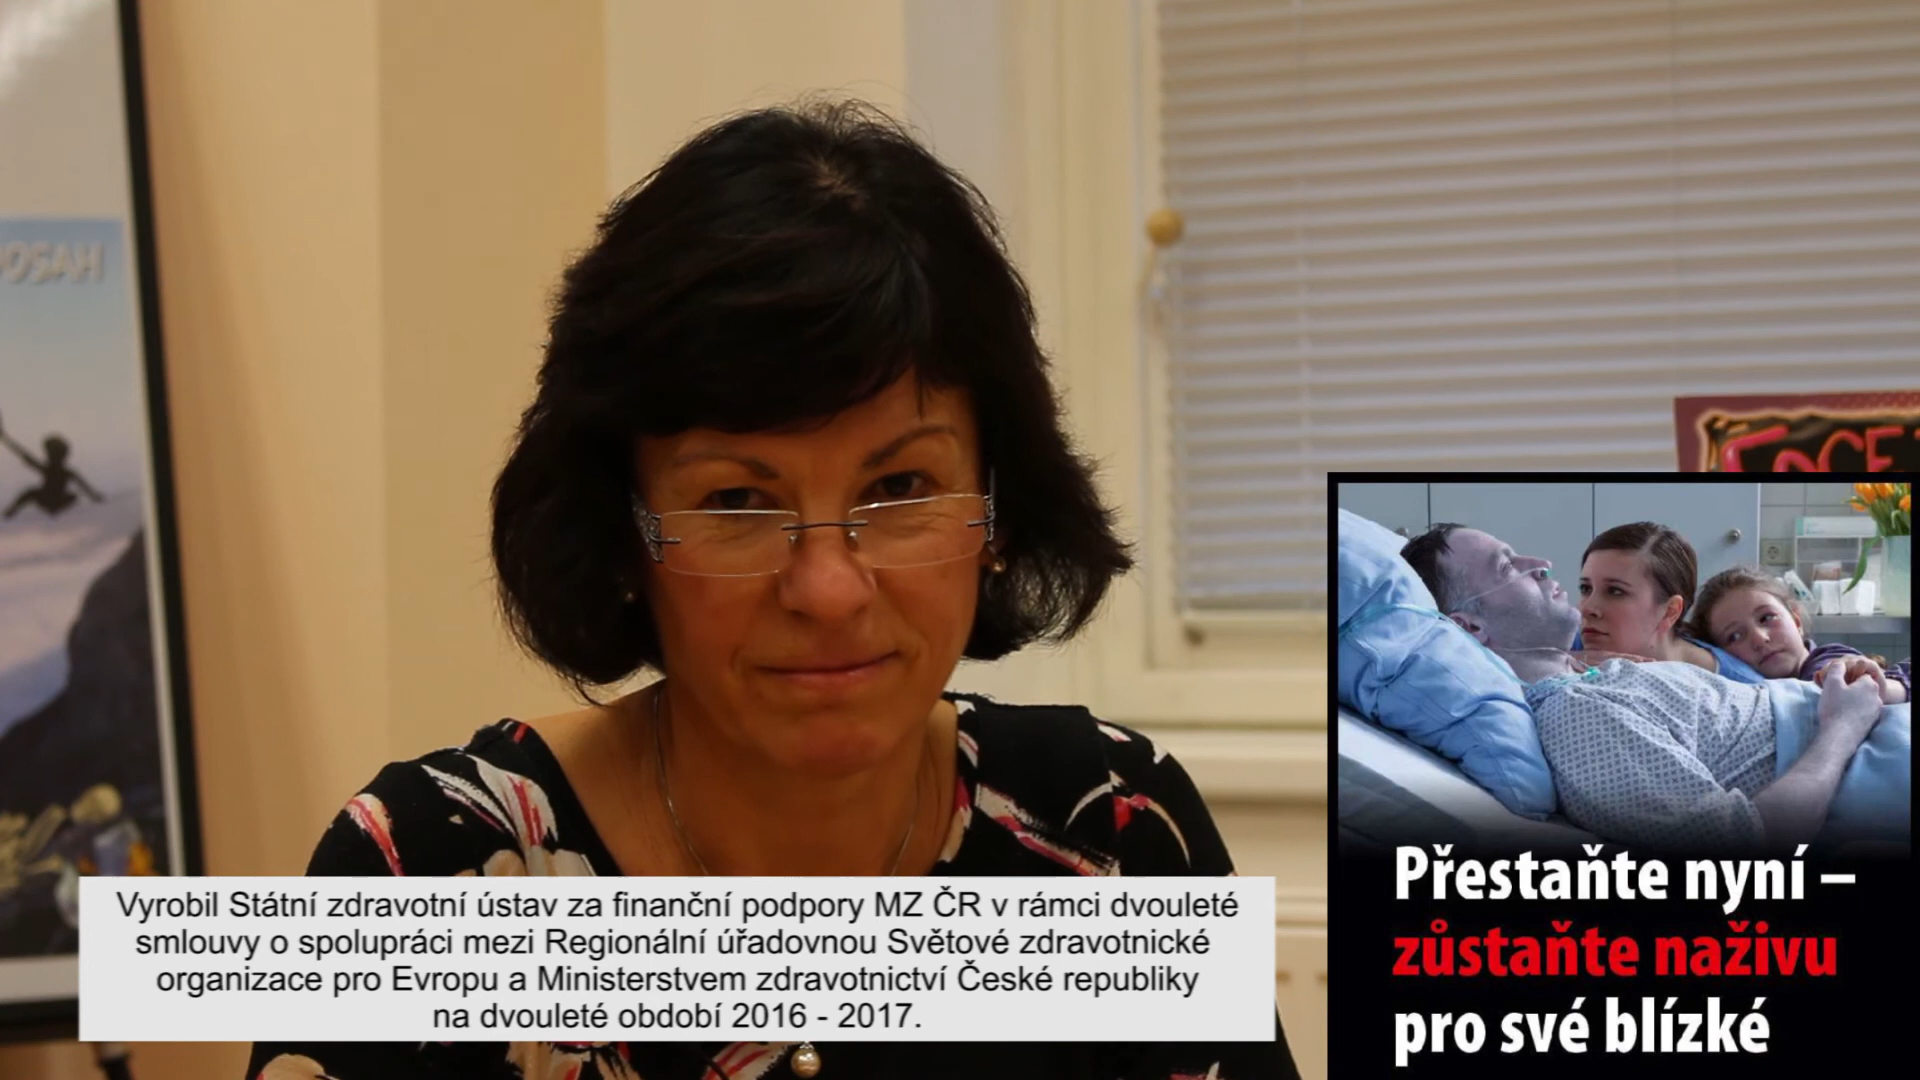 DOSAH
Vyrobil Státní zdravotní ústav za finanční podpory MZ ČR v rámci dvouleté
smlouvy o spolupráci mezi Regionální úřadovnou Světové zdravotnické
organizace pro Evropu a Ministerstvem zdravotnictví České republiky
na dvouleté období 2016 - 2017.
Přestaňte nyní –
zůstaňte naživu
pro své blízké